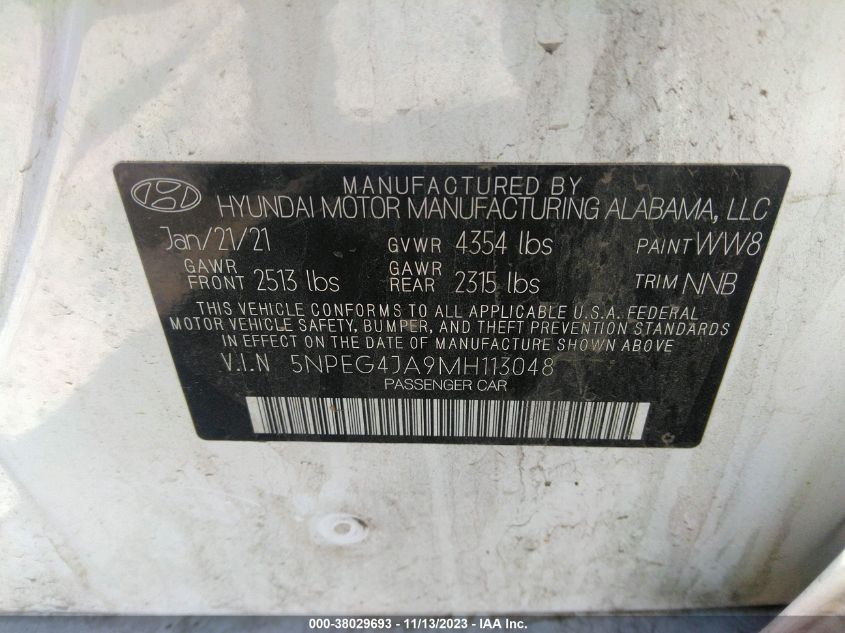 MANUFACTURED BY
HYUNDAI MOTOR MANUFACTURING ALABAMA, LLC
Jan/21/21 GVWR 4354 lbs PAINT WW8
GAWR FRONT 2513 lbs GAWR REAR 2315 lbs TRIM NNB
THIS VEHICLE CONFORMS TO ALL APPLICABLE U.S.A. FEDERAL
MOTOR VEHICLE SAFETY, BUMPER, AND THEFT PREVENTION STANDARDS
IN EFFECT ON THE DATE OF MANUFACTURE SHOWN ABOVE
V.I.N 5NPEG4JA9MH113048
PASSENGER CAR
000-38029693 - 11/13/2023 - IAA Inc.